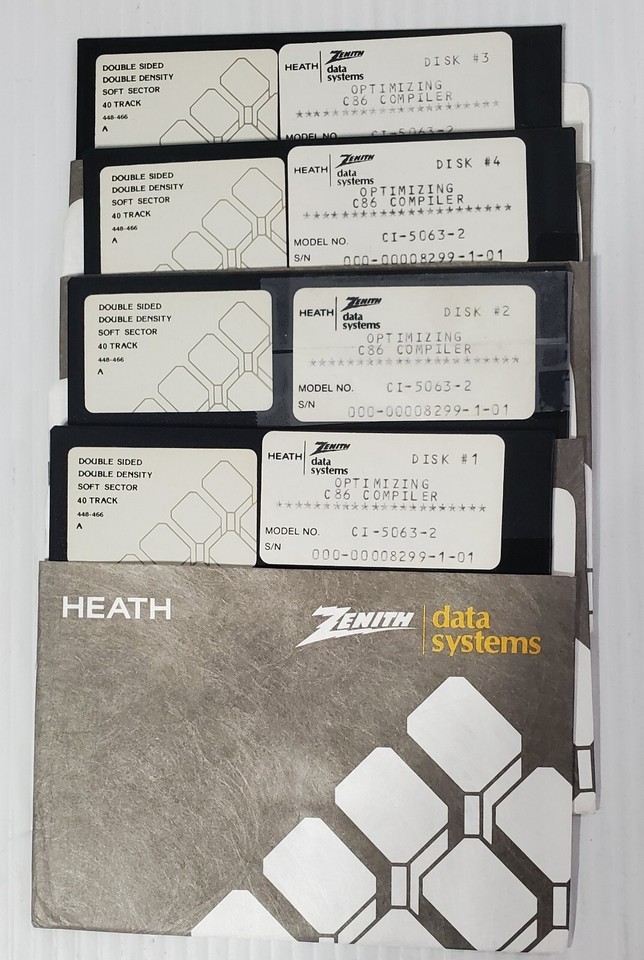 DOUBLE SIDED
DOUBLE DENSITY
SOFT SECTOR
40 TRACK
448-466
A
HEATH ZENITH data systems
DISK #3
OPTIMIZING
C86 COMPILER
********************
MODEL NO. CI-5063-2
DOUBLE SIDED
DOUBLE DENSITY
SOFT SECTOR
40 TRACK
448-466
A
HEATH ZENITH data systems
DISK #4
OPTIMIZING
C86 COMPILER
********************
MODEL NO. CI-5063-2
S/N 000-00008299-1-01
DOUBLE SIDED
DOUBLE DENSITY
SOFT SECTOR
40 TRACK
448-466
A
HEATH ZENITH data systems
DISK #2
OPTIMIZING
C86 COMPILER
********************
MODEL NO. CI-5063-2
S/N 000-00008299-1-01
DOUBLE SIDED
DOUBLE DENSITY
SOFT SECTOR
40 TRACK
448-466
A
HEATH ZENITH data systems
DISK #1
OPTIMIZING
C86 COMPILER
********************
MODEL NO. CI-5063-2
S/N 000-00008299-1-01
HEATH
ZENITH data
systems